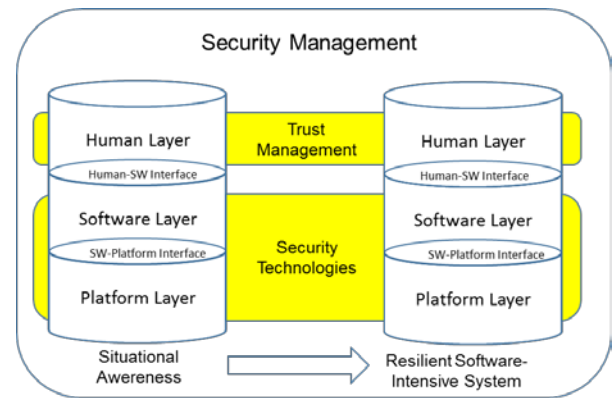 Security Management
Human Layer
Human-SW Interface
Software Layer
SW-Platform Interface
Platform Layer
Trust
Management
Security
Technologies
Human Layer
Human-SW Interface
Software Layer
SW-Platform Interface
Platform Layer
Situational
Awereness
Resilient Software-
Intensive System